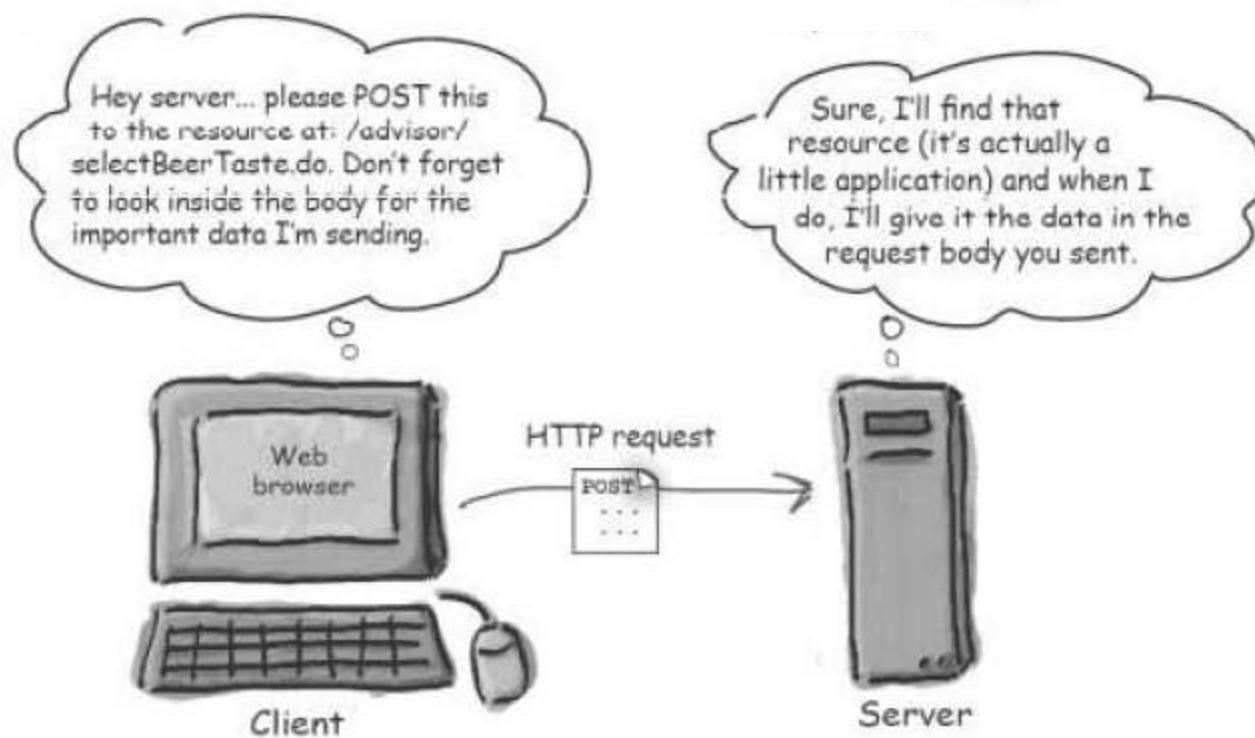 Hey server... please POST this
to the resource at: /advisor/
selectBeerTaste.do. Don't forget
to look inside the body for the
important data I'm sending.
Sure, I'll find that
resource (it's actually a
little application) and when I
do, I'll give it the data in the
request body you sent.
Web
browser
HTTP request
POST
Client
Server